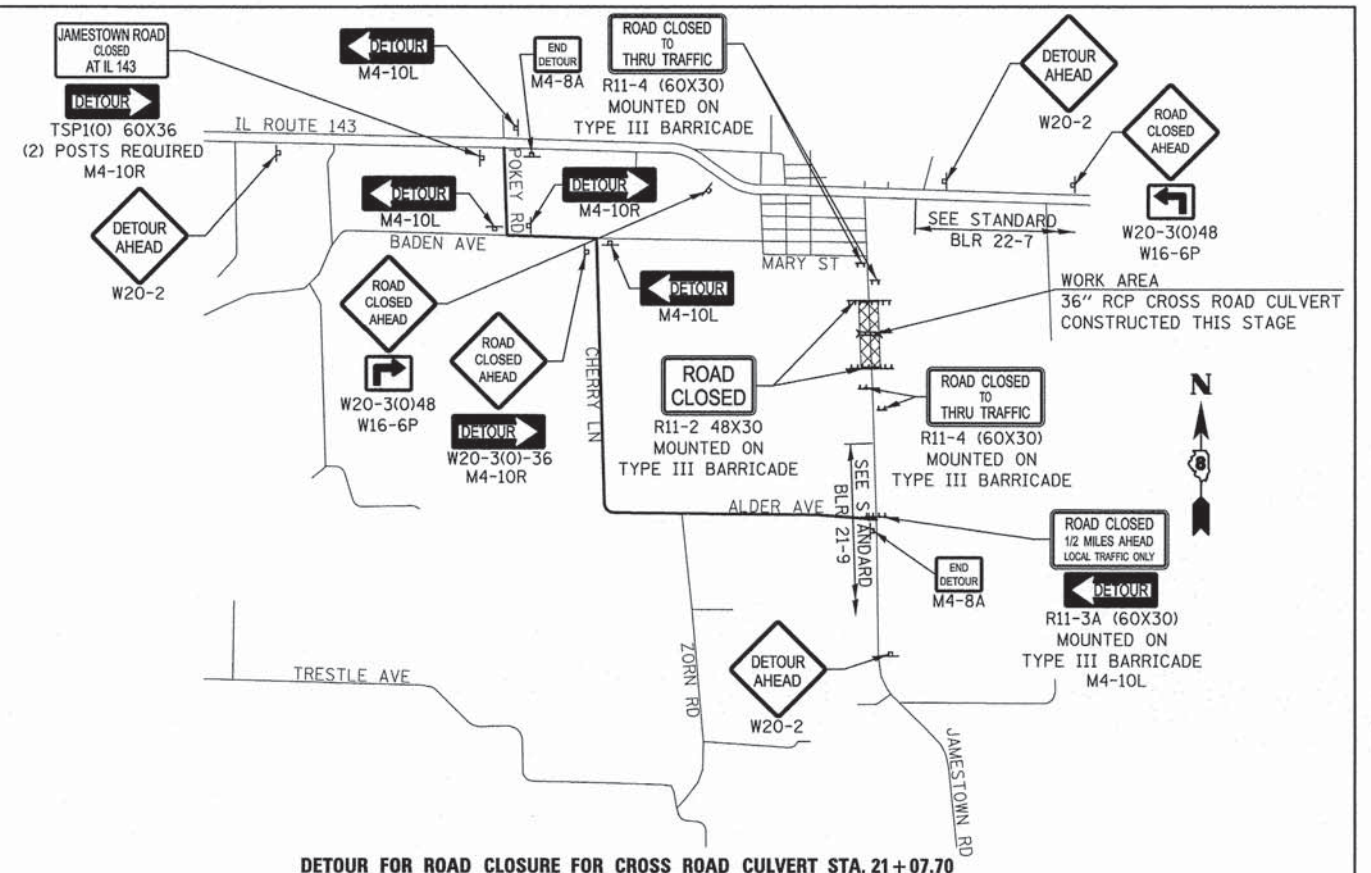 JAMESTOWN ROAD
CLOSED
AT IL 143
DETOUR
TSP1(O) 60X36
(2) POSTS REQUIRED
M4-10R
DETOUR
M4-10L
END
DETOUR
M4-8A
ROAD CLOSED
TO
THRU TRAFFIC
R11-4 (60X30)
MOUNTED ON
TYPE III BARRICADE
DETOUR
AHEAD
W20-2
ROAD
CLOSED
AHEAD
W20-3(O)48
W16-6P
IL ROUTE 143
POKEY RD
DETOUR
AHEAD
W20-2
DETOUR
M4-10L
DETOUR
M4-10R
BADEN AVE
MARY ST
SEE STANDARD
BLR 22-7
WORK AREA
36" RCP CROSS ROAD CULVERT
CONSTRUCTED THIS STAGE
ROAD
CLOSED
AHEAD
W20-3(O)48
W16-6P
ROAD
CLOSED
AHEAD
DETOUR
W20-3(O)-36
M4-10R
DETOUR
M4-10L
CHERRY LN
ROAD
CLOSED
R11-2 48X30
MOUNTED ON
TYPE III BARRICADE
ROAD CLOSED
TO
THRU TRAFFIC
R11-4 (60X30)
MOUNTED ON
TYPE III BARRICADE
N
8
ALDER AVE
SEE S ANDARD
BLR 21-9
ROAD CLOSED
1/2 MILES AHEAD
LOCAL TRAFFIC ONLY
DETOUR
R11-3A (60X30)
MOUNTED ON
TYPE III BARRICADE
M4-10L
END
DETOUR
M4-8A
DETOUR
AHEAD
W20-2
ZORN RD
TRESTLE AVE
JAMESTOWN RD
DETOUR FOR ROAD CLOSURE FOR CROSS ROAD CULVERT STA. 21+07.70